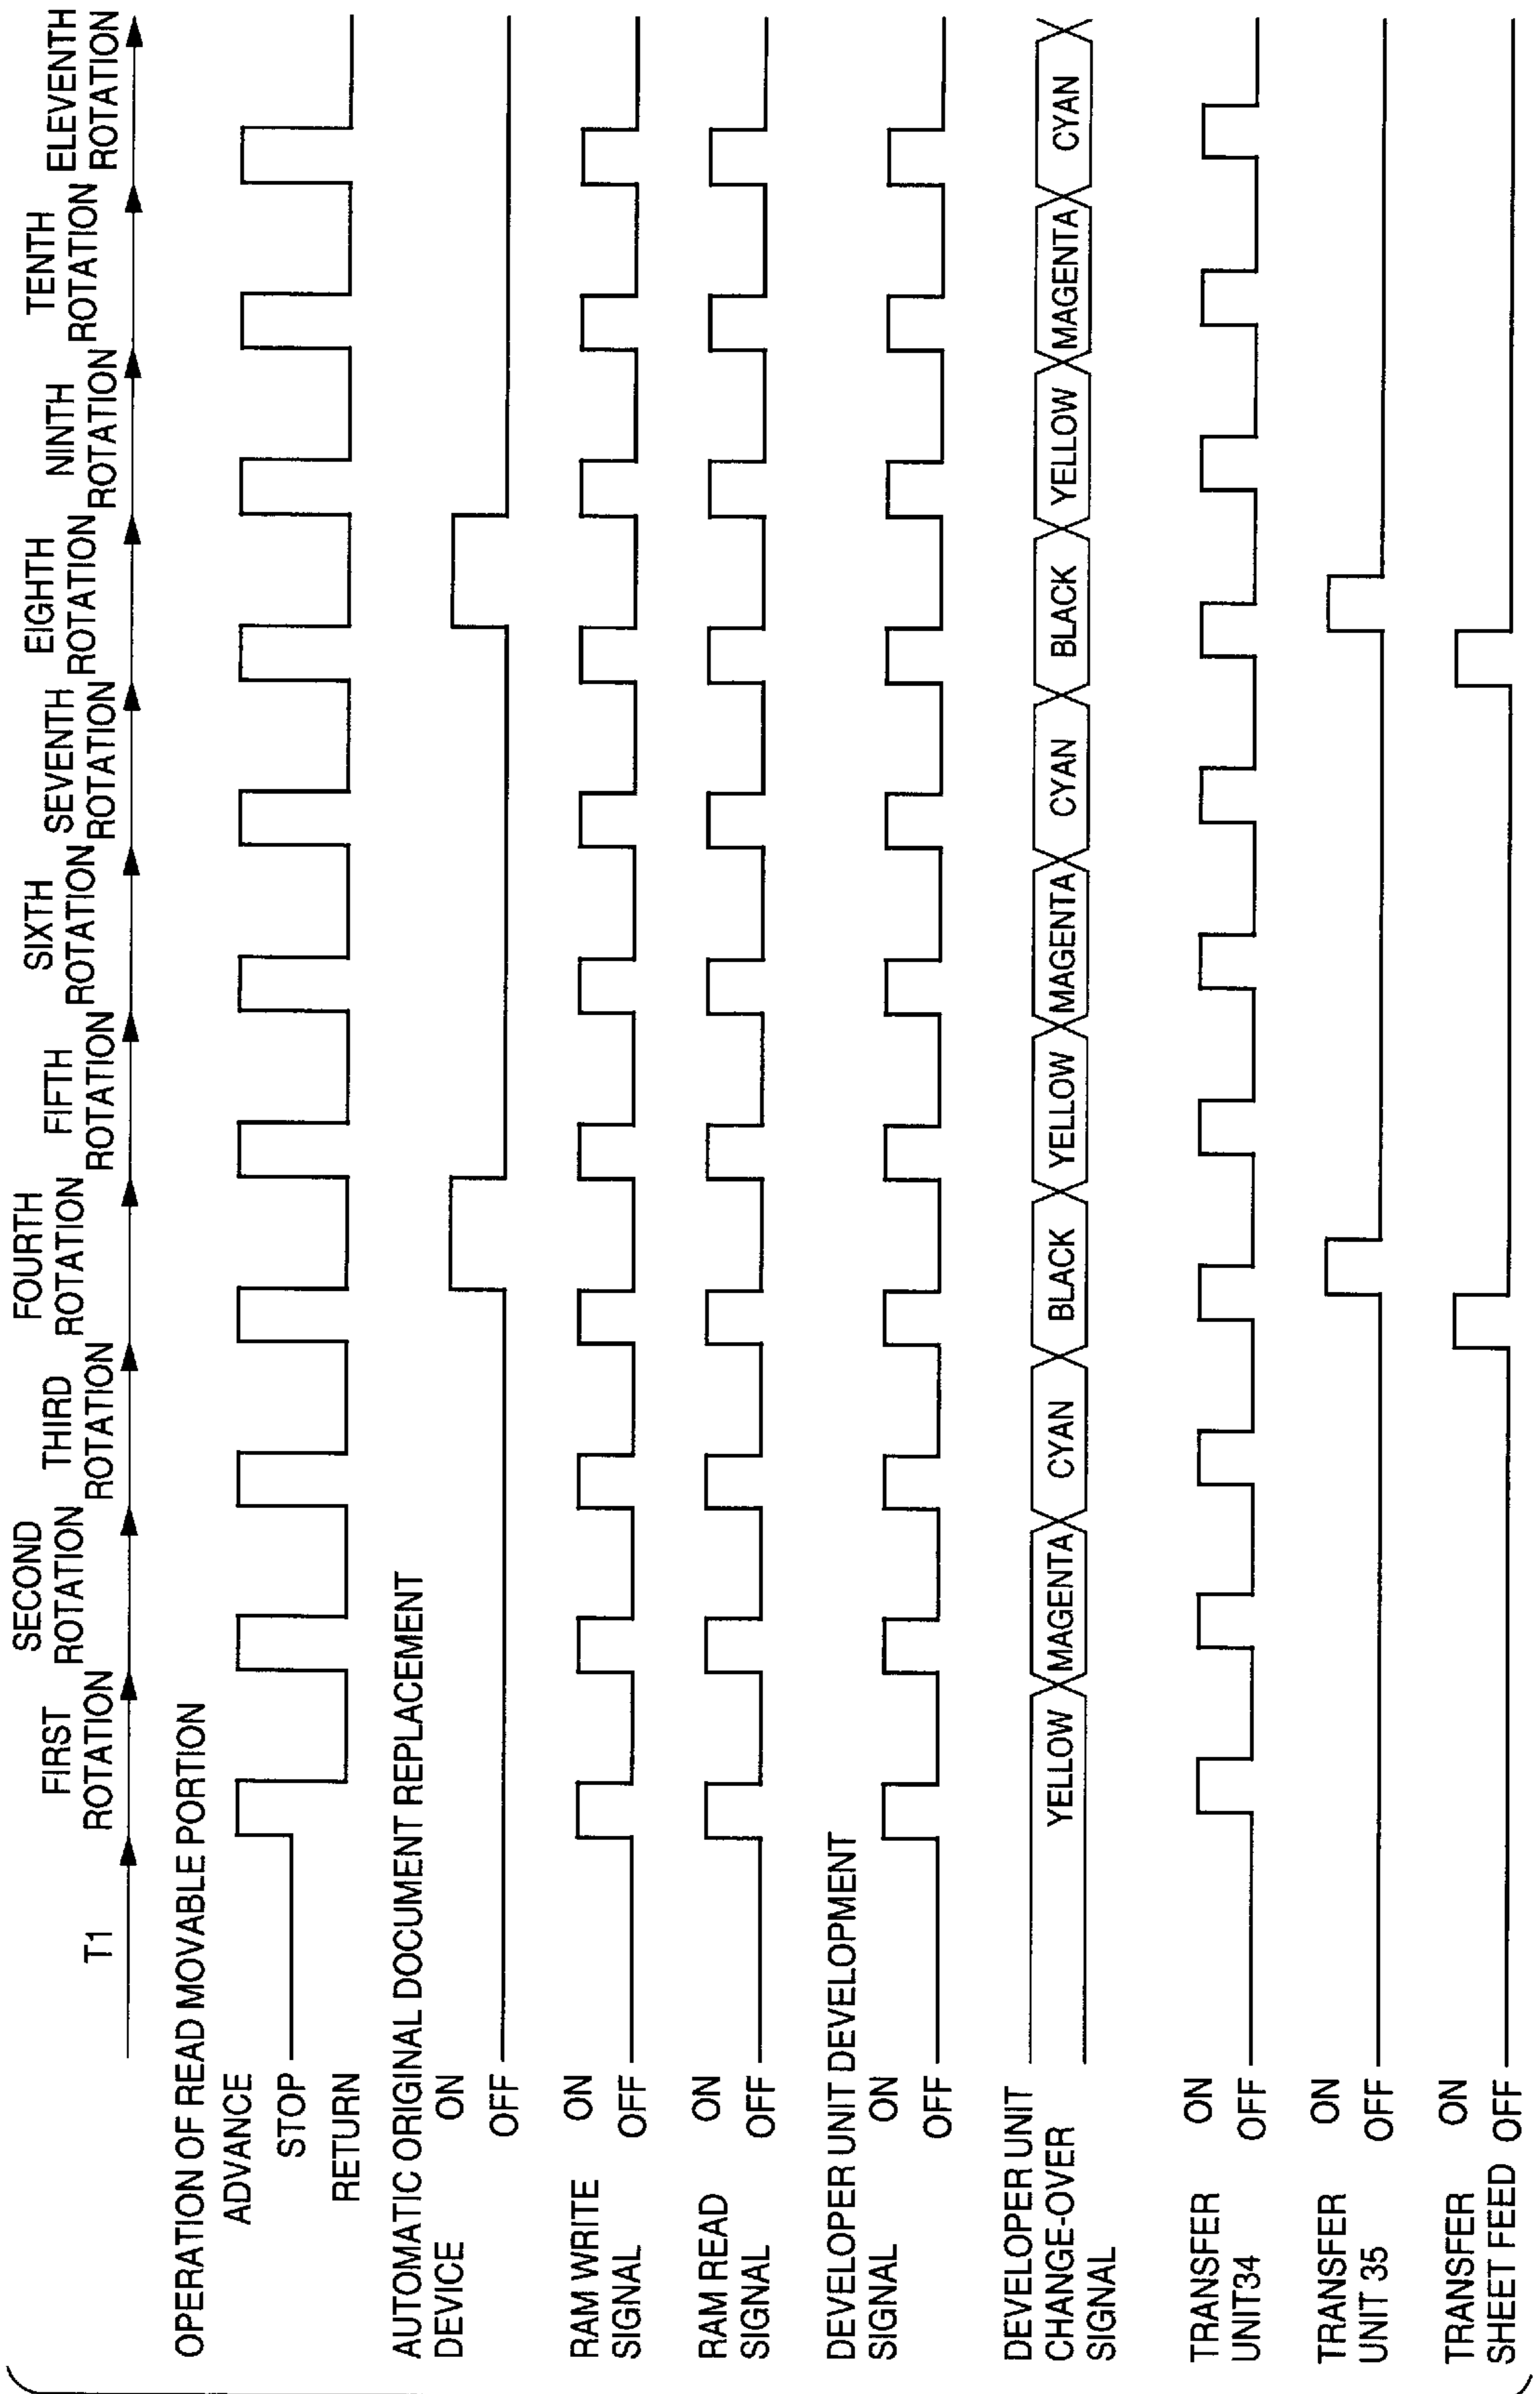 T1
FIRST
ROTATION
SECOND
ROTATION
THIRD
ROTATION
FOURTH
ROTATION
FIFTH
ROTATION
SIXTH
ROTATION
SEVENTH
ROTATION
EIGHTH
ROTATION
NINTH
ROTATION
TENTH
ROTATION
ELEVENTH
ROTATION
OPERATION OF READ MOVABLE PORTION
ADVANCE
STOP
RETURN
AUTOMATIC ORIGINAL DOCUMENT REPLACEMENT
DEVICE ON
OFF
RAM WRITE ON
SIGNAL OFF
RAM READ ON
SIGNAL OFF
DEVELOPER UNIT DEVELOPMENT
SIGNAL ON
OFF
DEVELOPER UNIT
CHANGE-OVER
SIGNAL
YELLOW MAGENTA CYAN BLACK YELLOW MAGENTA CYAN BLACK YELLOW MAGENTA CYAN
TRANSFER ON
UNIT34 OFF
TRANSFER ON
UNIT 35 OFF
TRANSFER ON
SHEET FEED OFF